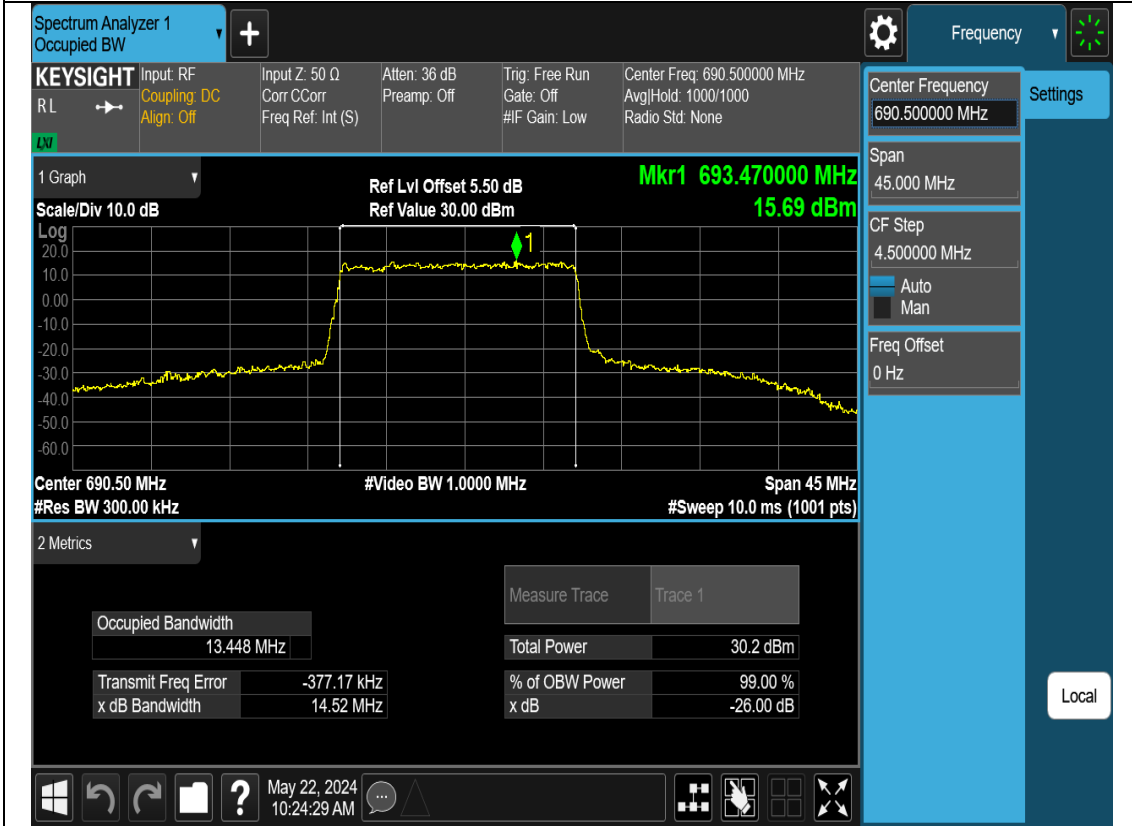 Spectrum Analyzer 1
Occupied BW
+
Frequency
KEYSIGHT
RL
LXI
Input: RF
Coupling: DC
Align: Off
Input Z: 50 Ω
Corr CCorr
Freq Ref: Int (S)
Atten: 36 dB
Preamp: Off
Trig: Free Run
Gate: Off
#IF Gain: Low
Center Freq: 690.500000 MHz
Avg|Hold: 1000/1000
Radio Std: None
Center Frequency
690.500000 MHz
Settings
Span
45.000 MHz
CF Step
4.500000 MHz
Auto
Man
Freq Offset
0 Hz
Local
1 Graph
Scale/Div 10.0 dB
Ref Lvl Offset 5.50 dB
Ref Value 30.00 dBm
Mkr1 693.470000 MHz
15.69 dBm
Log
20.0
10.0
0.00
-10.0
-20.0
-30.0
-40.0
-50.0
-60.0
1
Center 690.50 MHz
#Res BW 300.00 kHz
#Video BW 1.0000 MHz
Span 45 MHz
#Sweep 10.0 ms (1001 pts)
2 Metrics
Measure Trace Trace 1
Occupied Bandwidth
13.448 MHz
Total Power 30.2 dBm
Transmit Freq Error -377.17 kHz
% of OBW Power 99.00 %
x dB Bandwidth 14.52 MHz
x dB -26.00 dB
?
May 22, 2024
10:24:29 AM